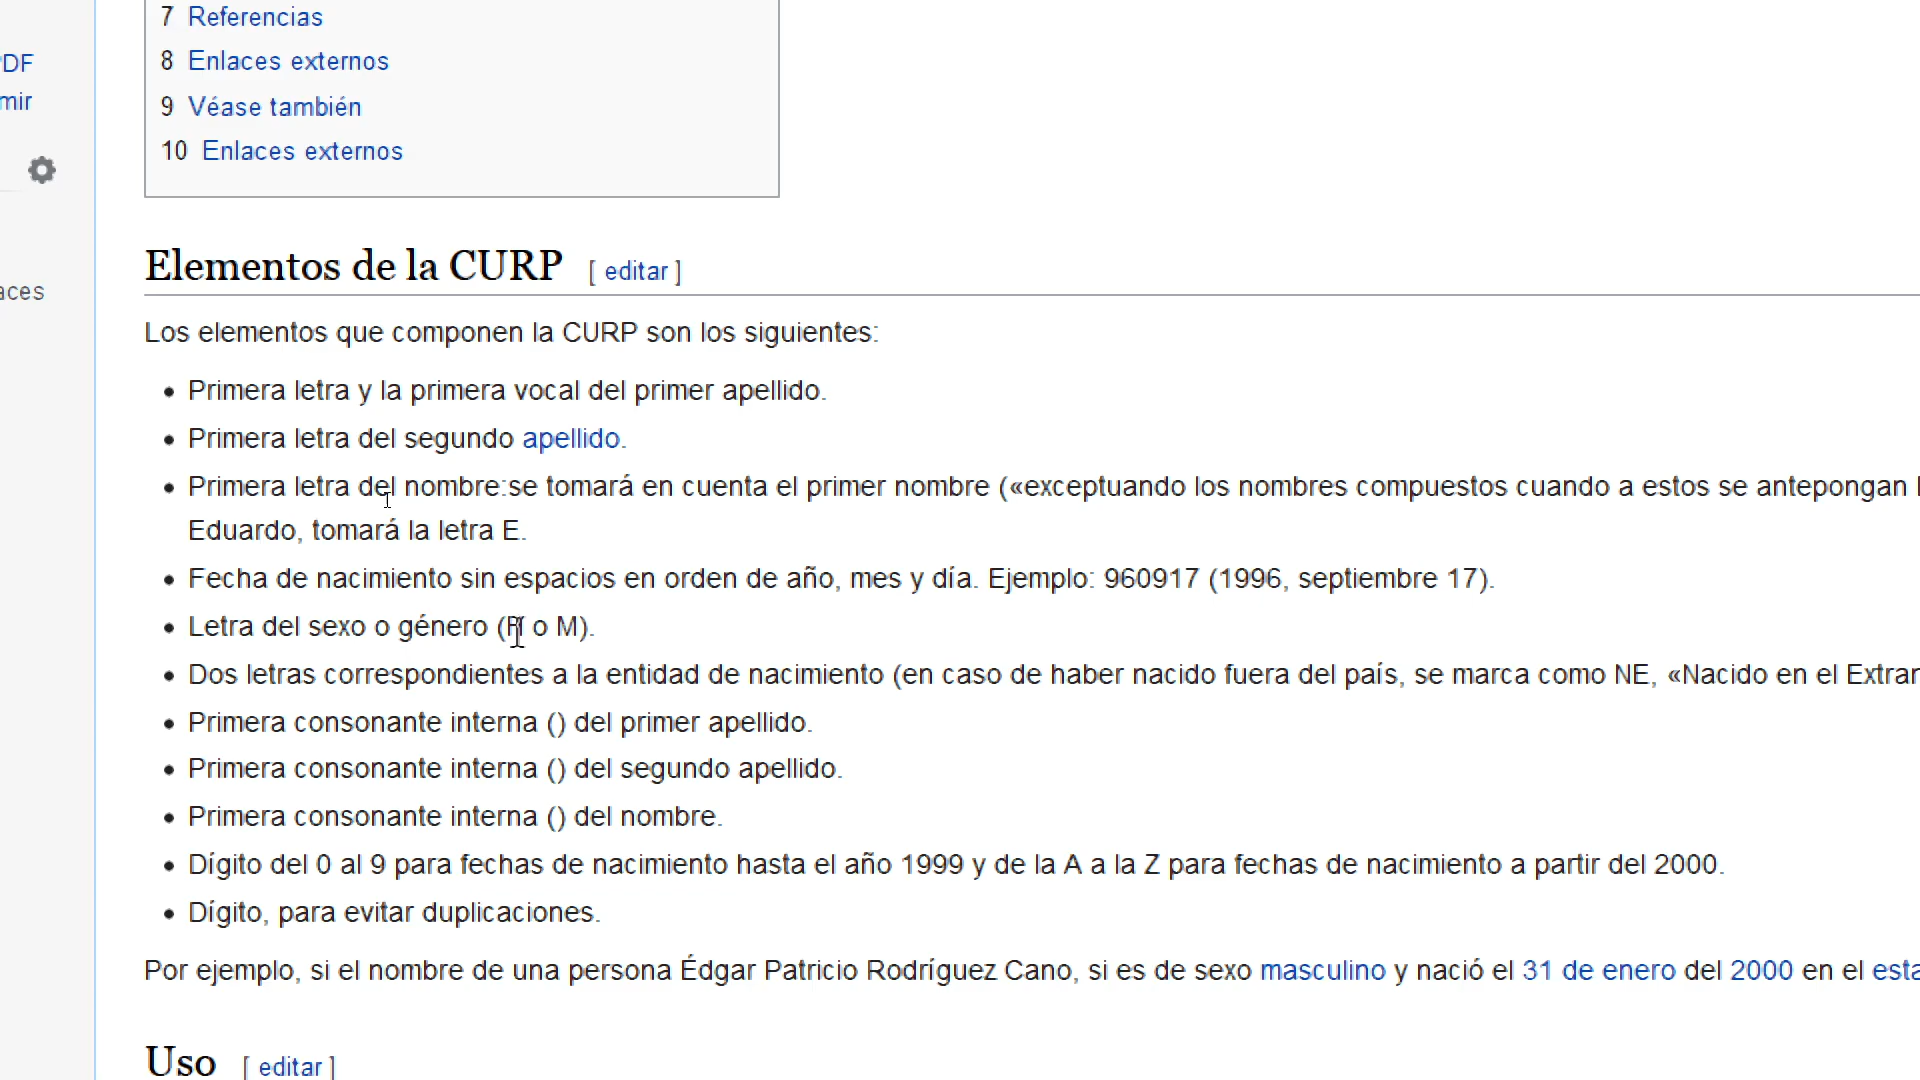 7 Referencias
PDF
8 Enlaces externos
mir
9 Véase también
10 Enlaces externos
Elementos de la CURP [ editar ]
aces
Los elementos que componen la CURP son los siguientes:
• Primera letra y la primera vocal del primer apellido.
• Primera letra del segundo apellido.
• Primera letra del nombre:se tomará en cuenta el primer nombre («exceptuando los nombres compuestos cuando a estos se antepongan
Eduardo, tomará la letra E.
• Fecha de nacimiento sin espacios en orden de año, mes y día. Ejemplo: 960917 (1996, septiembre 17).
• Letra del sexo o género ( o M).
• Dos letras correspondientes a la entidad de nacimiento (en caso de haber nacido fuera del país, se marca como NE, «Nacido en el Extran
• Primera consonante interna () del primer apellido.
• Primera consonante interna () del segundo apellido.
• Primera consonante interna () del nombre.
• Dígito del 0 al 9 para fechas de nacimiento hasta el año 1999 y de la A a la Z para fechas de nacimiento a partir del 2000.
• Dígito, para evitar duplicaciones.
Por ejemplo, si el nombre de una persona Édgar Patricio Rodríguez Cano, si es de sexo masculino y nació el 31 de enero del 2000 en el esta
Uso [ editar ]